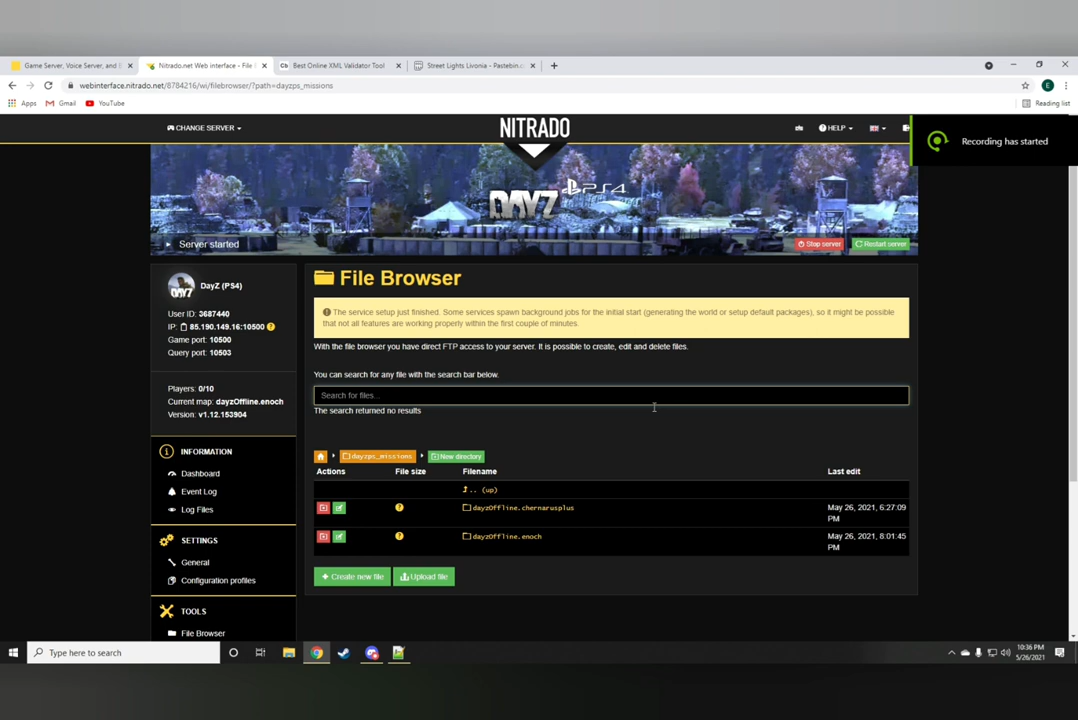 Game Server, Voice Server, and
Nitrado.net Web interface - File
Best Online XML Validator Tool
Street Lights Livonia - Pastebin.c
webinterface.nitrado.net/8784216/wi/filebrowser/?path=dayzps_missions
Apps
Gmail
YouTube
Reading list
CHANGE SERVER
NITRADO
HELP
Recording has started
DAYZ
PS4
Server started
Stop server
Restart server
DAYZ
DayZ (PS4)
User ID: 3687440
IP: 85.190.149.16:10500
Game port: 10500
Query port: 10503
Players: 0/10
Current map: dayzOffline.enoch
Version: v1.12.153904
INFORMATION
Dashboard
Event Log
Log Files
SETTINGS
General
Configuration profiles
TOOLS
File Browser
File Browser
The service setup just finished. Some services spawn background jobs for the initial start (generating the world or setup default packages), so it might be possible
that not all features are working properly within the first couple of minutes.
With the file browser you have direct FTP access to your server. It is possible to create, edit and delete files.
You can search for any file with the search bar below.
Search for files...
The search returned no results
dayzps_missions
New directory
Actions File size Filename Last edit
.. (up)
dayzOffline.chernarusplus May 26, 2021, 6:27:09
PM
dayzOffline.enoch May 26, 2021, 8:01:45
PM
Create new file
Upload file
Type here to search
10:36 PM
5/26/2021